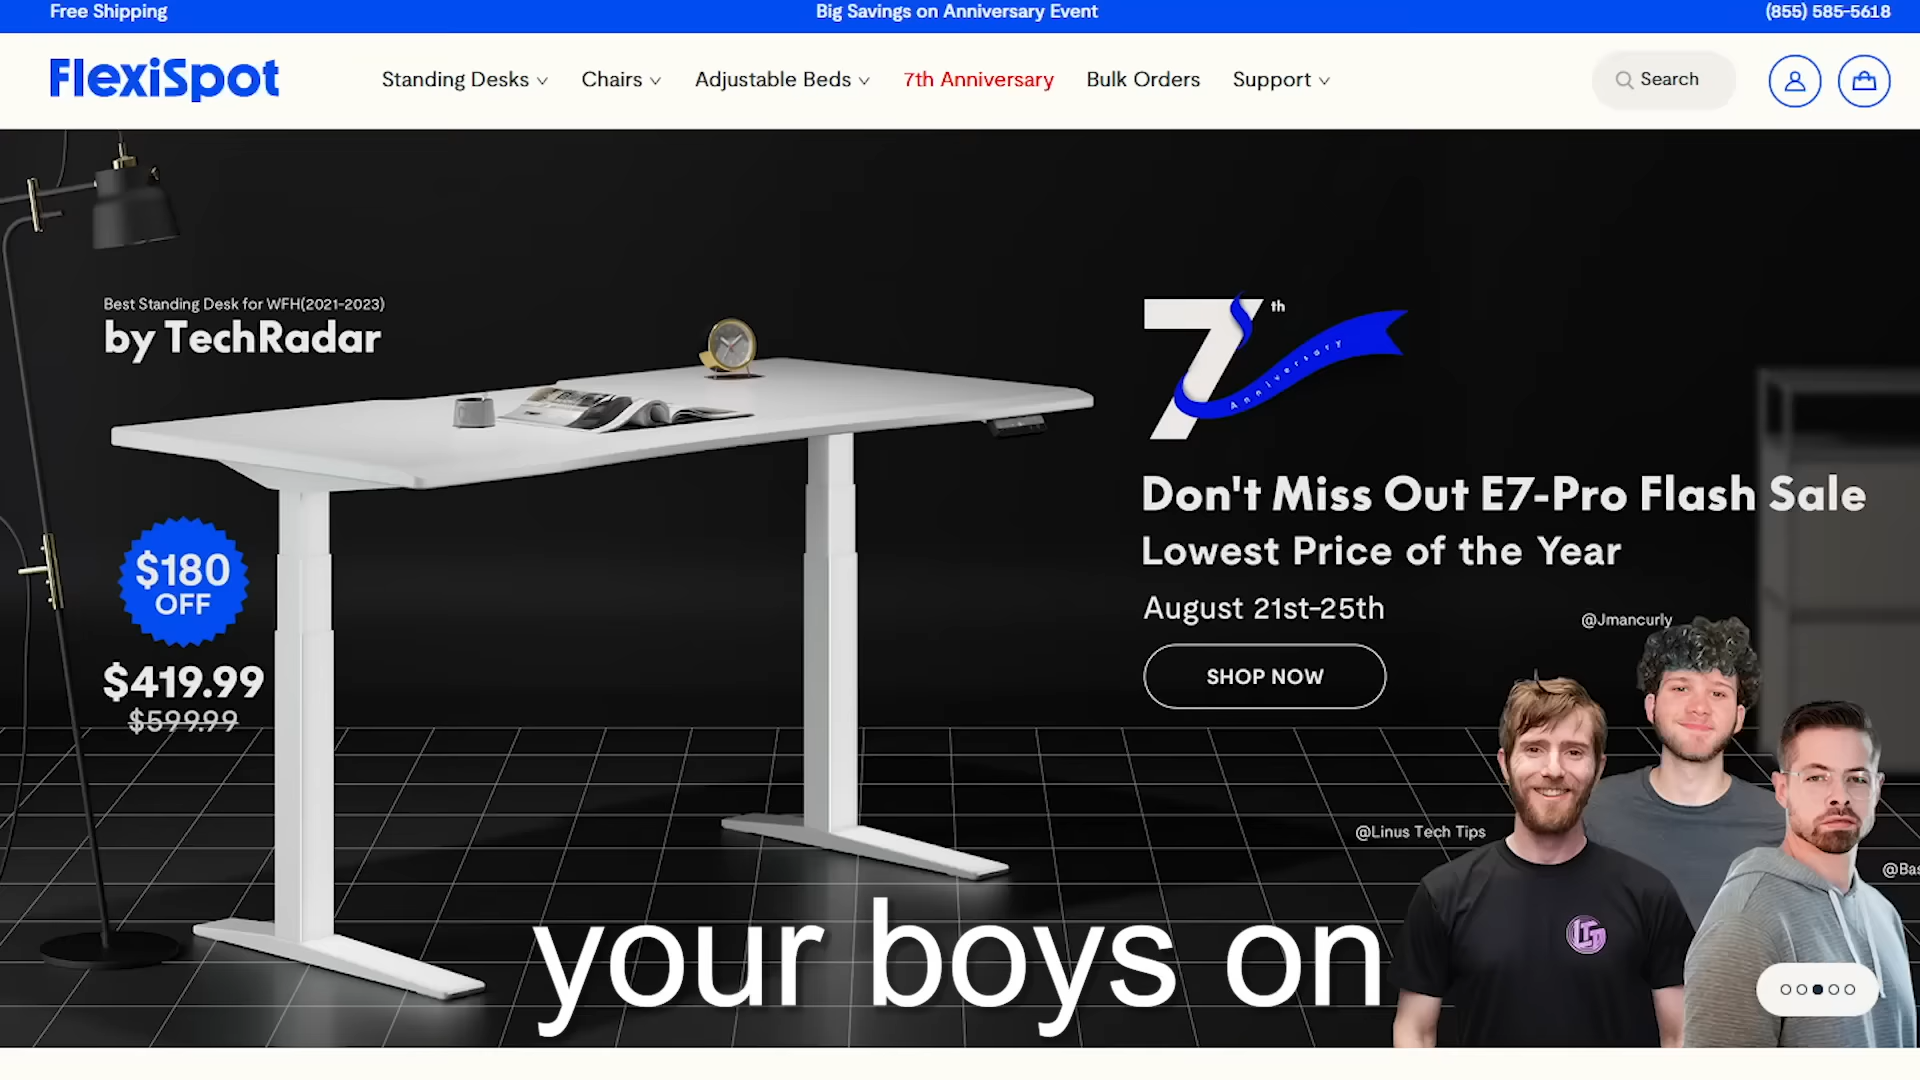 Free Shipping
Big Savings on Anniversary Event
(855) 585-5618
FlexiSpot
Standing Desks
Chairs
Adjustable Beds
7th Anniversary
Bulk Orders
Support
Search
Best Standing Desk for WFH(2021-2023)
by TechRadar
7th
Anniversary
Don't Miss Out E7-Pro Flash Sale
Lowest Price of the Year
August 21st-25th
SHOP NOW
$180
OFF
$419.99
$599.99
@Jmancurly
@Linus Tech Tips
@Bas
LTT
your boys on